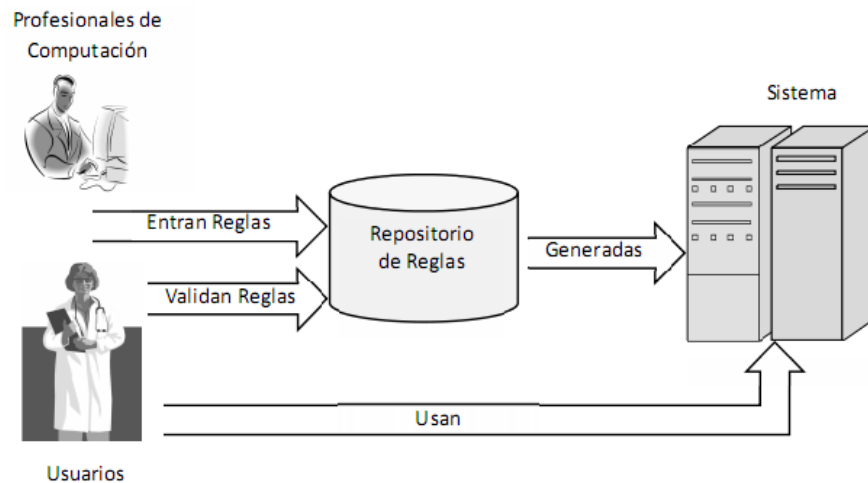 Profesionales de
Computación
Sistema
Entran Reglas
Repositorio
de Reglas
Generadas
Validan Reglas
Usan
Usuarios